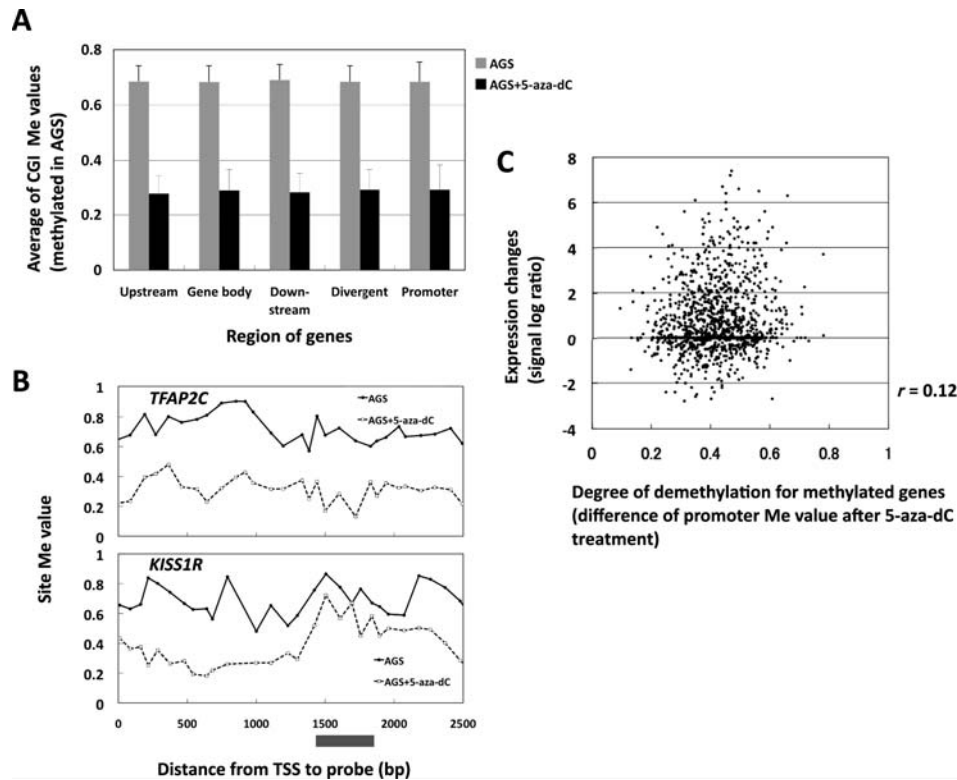 A
Average of CGI Me values
(methylated in AGS)
0.8
0.6
0.4
0.2
0
Upstream
Gene body
Down-
stream
Divergent
Promoter
Region of genes
AGS
AGS+5-aza-dC
B
Site Me value
1
0.8
0.6
0.4
0.2
0
TFAP2C
AGS
AGS+5-aza-dC
1
0.8
0.6
0.4
0.2
0
KISS1R
AGS
AGS+5-aza-dC
0
500
1000
1500
2000
2500
Distance from TSS to probe (bp)
C
Expression changes
(signal log ratio)
8
6
4
2
0
-2
-4
0
0.2
0.4
0.6
0.8
1
r = 0.12
Degree of demethylation for methylated genes
(difference of promoter Me value after 5-aza-dC
treatment)